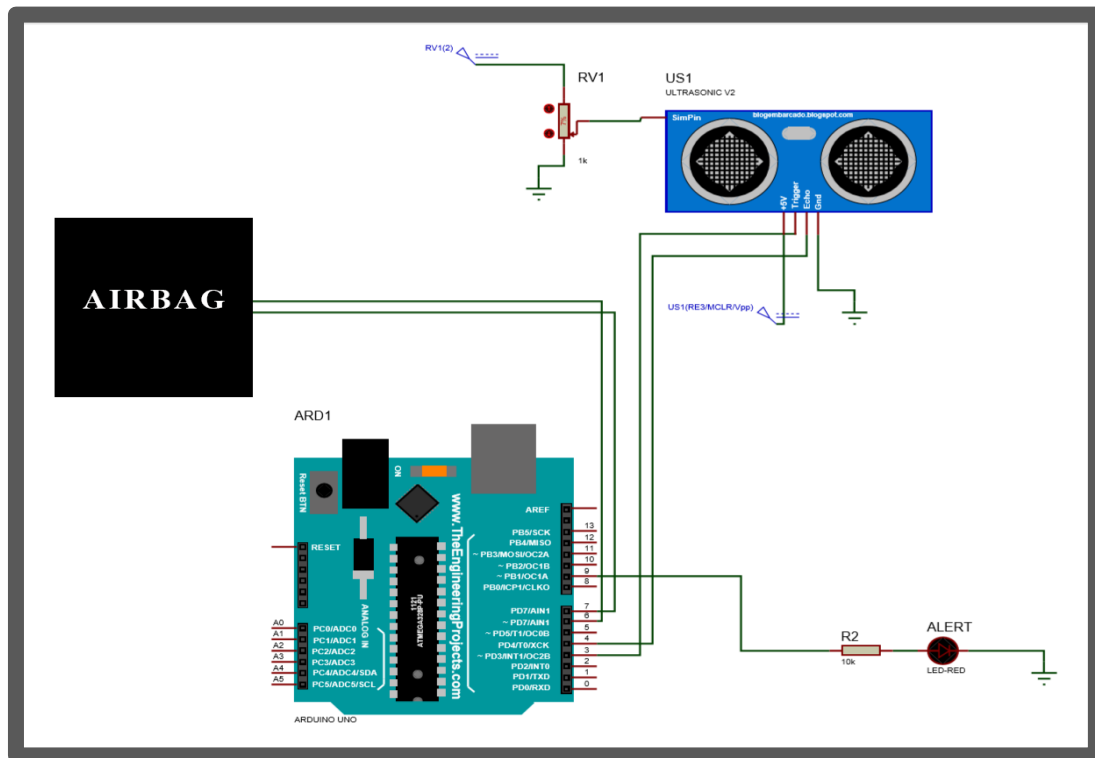 RV1(2)
RV1
7%
1k
US1
ULTRASONIC V2
SimPin
blogembarcado.blogspot.com
+5V
Trigger
Echo
Gnd
US1(RE3/MCLR/Vpp)
AIRBAG
ARD1
Reset BTN
ON
www.TheEngineeringProjects.com
RESET
ANALOG IN
1121
ATMEGA328P-PU
A0
A1
A2
A3
A4
A5
PC0/ADC0
PC1/ADC1
PC2/ADC2
PC3/ADC3
PC4/ADC4/SDA
PC5/ADC5/SCL
AREF
PB5/SCK 13
PB4/MISO 12
~ PB3/MOSI/OC2A 11
~ PB2/OC1B 10
~ PB1/OC1A 9
PB0/ICP1/CLKO 8
PD7/AIN1 7
~ PD7/AIN1 6
~ PD5/T1/OC0B 5
PD4/T0/XCK 4
~ PD3/INT1/OC2B 3
PD2/INT0 2
PD1/TXD 1
PD0/RXD 0
ARDUINO UNO
R2
10k
ALERT
LED-RED